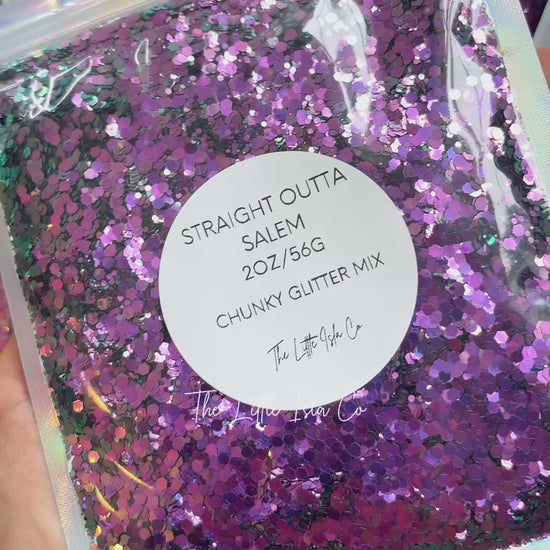 STRAIGHT OUTTA
SALEM
2OZ/56G
CHUNKY GLITTER MIX
The Little Isla Co
The Little Isla Co